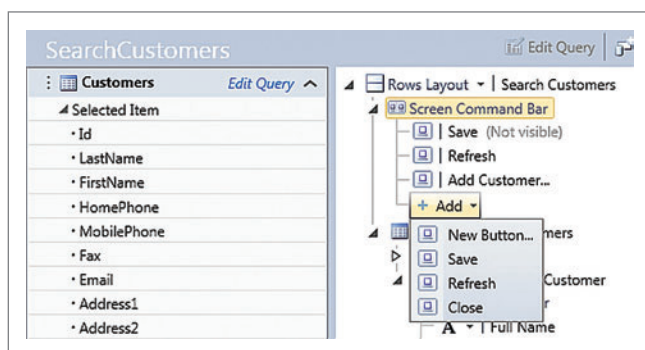 SearchCustomers
Edit Query
Customers Edit Query
Selected Item
Id
LastName
FirstName
HomePhone
MobilePhone
Fax
Email
Address1
Address2
Rows Layout | Search Customers
Screen Command Bar
| Save (Not visible)
| Refresh
| Add Customer...
+ Add
New Button... mers
Save
Refresh Customer
Close r
A | Full Name